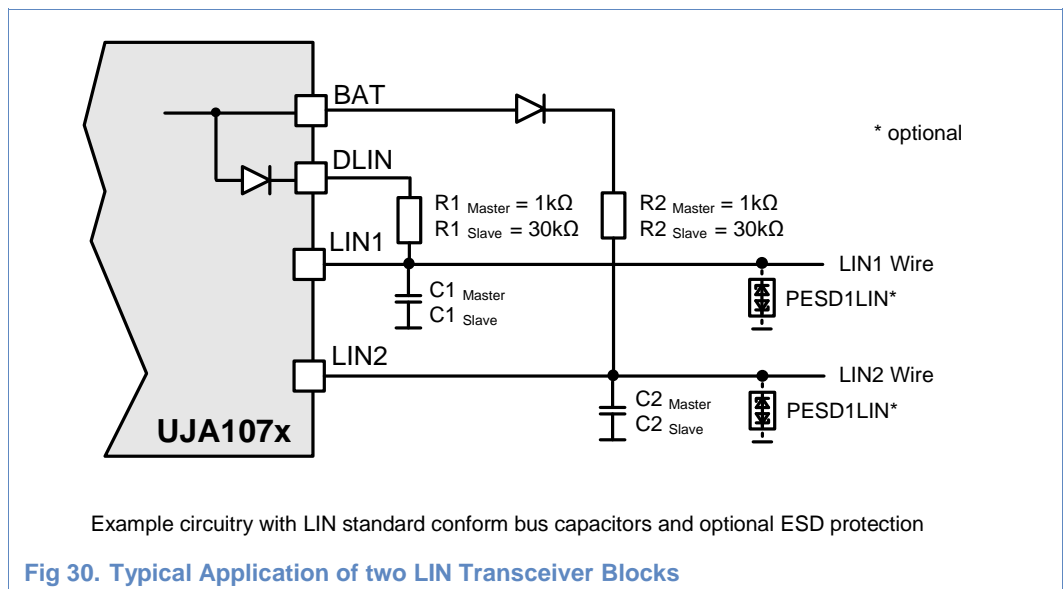 BAT
* optional
DLIN
R1 Master = 1kΩ
R1 Slave = 30kΩ
R2 Master = 1kΩ
R2 Slave = 30kΩ
LIN1
LIN1 Wire
C1 Master
C1 Slave
PESD1LIN*
LIN2
LIN2 Wire
C2 Master
C2 Slave
PESD1LIN*
UJA107x
Example circuitry with LIN standard conform bus capacitors and optional ESD protection
Fig 30. Typical Application of two LIN Transceiver Blocks